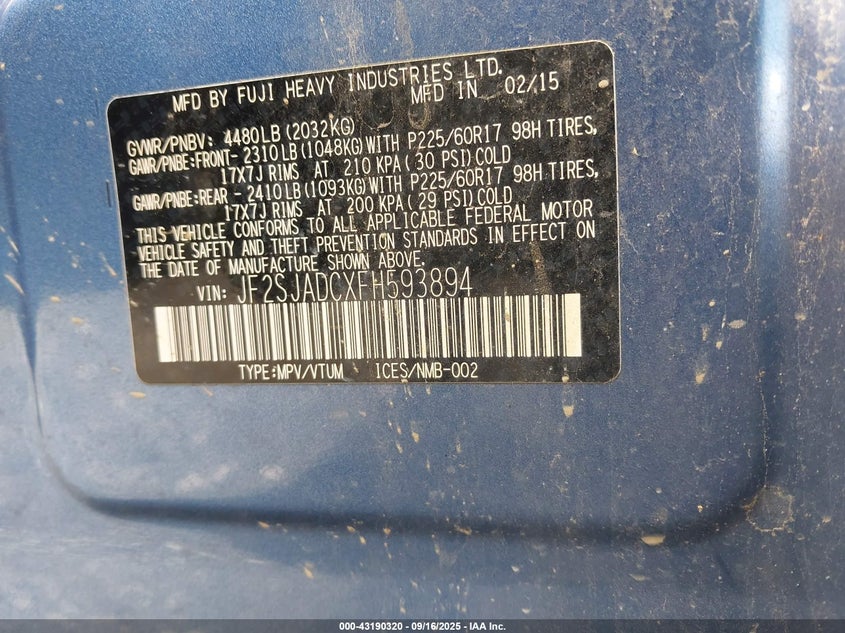 MFD BY FUJI HEAVY INDUSTRIES LTD.
MFD IN 02/15
GVWR/PNBV: 4480LB (2032KG)
GAWR/PNBE:FRONT- 2310 LB (1048KG) WITH P225/60R17 98H TIRES,
17X7J RIMS AT 210 KPA ( 30 PSI) COLD
GAWR/PNBE:REAR - 2410 LB (1093KG) WITH P225/60R17 98H TIRES,
17X7J RIMS AT 200 KPA ( 29 PSI) COLD
THIS VEHICLE CONFORMS TO ALL APPLICABLE FEDERAL MOTOR
VEHICLE SAFETY AND THEFT PREVENTION STANDARDS IN EFFECT ON
THE DATE OF MANUFACTURE SHOWN ABOVE.
VIN: JF2SJADCXFH593894
TYPE:MPV/VTUM ICES/NMB-002
000-43190320 - 09/16/2025 - IAA Inc.